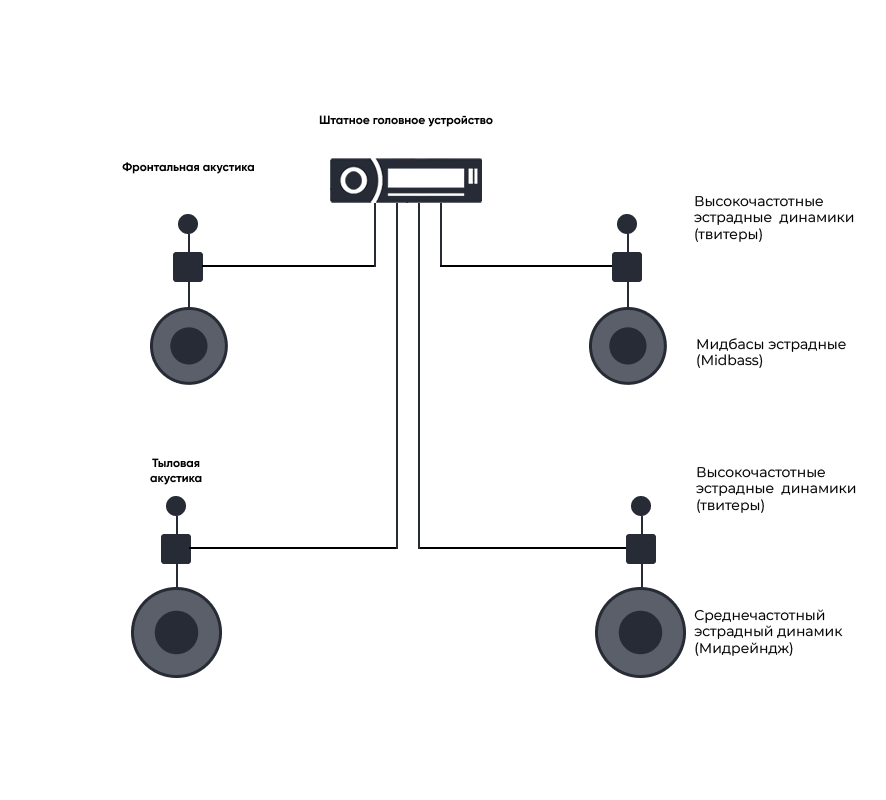 Штатное головное устройство
Фронтальная акустика
Высокочастотные
эстрадные  динамики
(твитеры)
Мидбасы эстрадные
(Midbass)
Тыловая
акустика
Высокочастотные
эстрадные  динамики
(твитеры)
Среднечастотный
эстрадный динамик
(Мидрейндж)